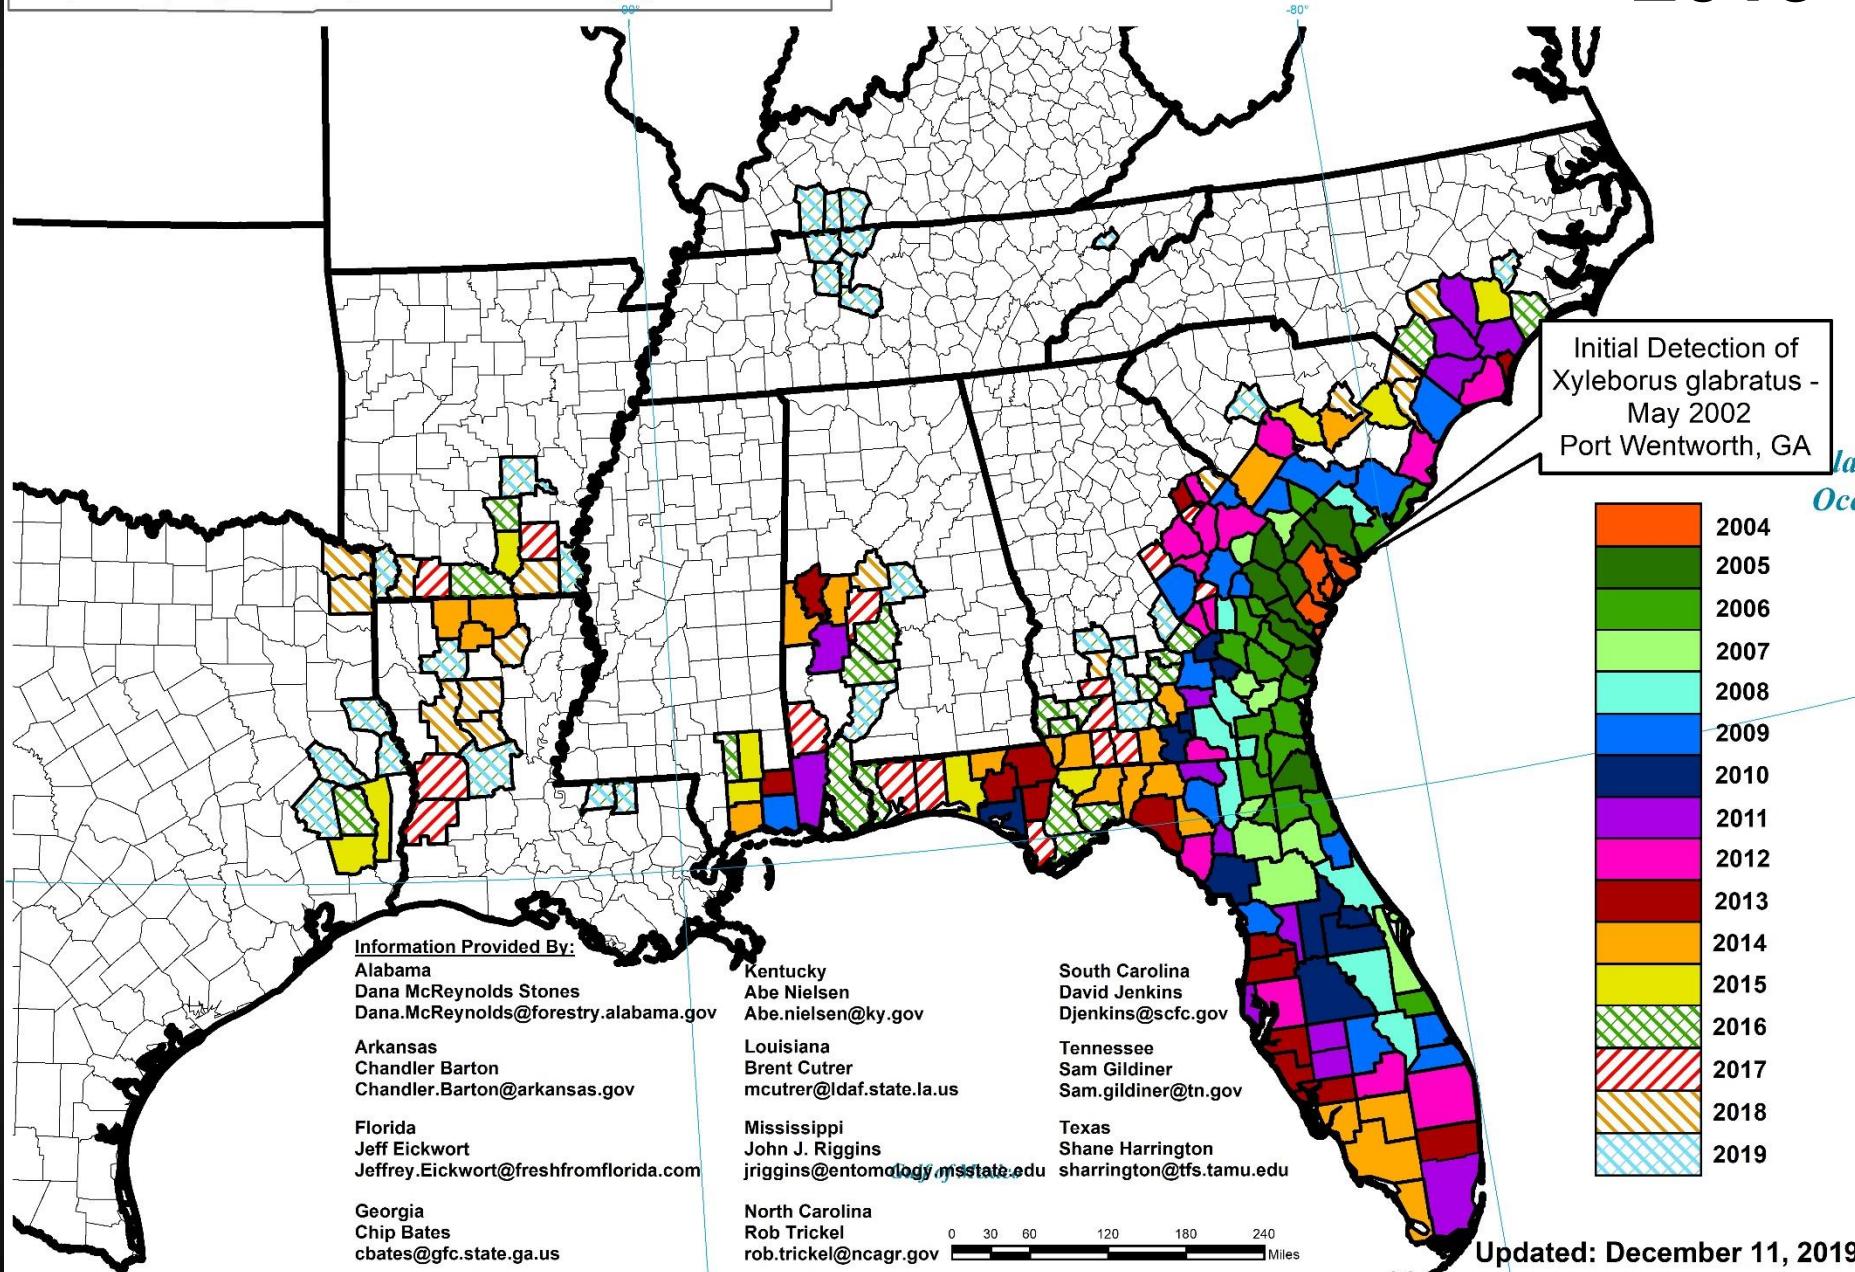 90°
-80°
Initial Detection of
Xyleborus glabratus -
May 2002
Port Wentworth, GA
Oce
2004
2005
2006
2007
2008
2009
2010
2011
2012
2013
2014
2015
2016
2017
2018
2019
Information Provided By:
Alabama
Dana McReynolds Stones
Dana.McReynolds@forestry.alabama.gov
Arkansas
Chandler Barton
Chandler.Barton@arkansas.gov
Florida
Jeff Eickwort
Jeffrey.Eickwort@freshfromflorida.com
Georgia
Chip Bates
cbates@gfc.state.ga.us
Kentucky
Abe Nielsen
Abe.nielsen@ky.gov
Louisiana
Brent Cutrer
mcutrer@ldaf.state.la.us
Mississippi
John J. Riggins
jriggins@entomology.msstate.edu
Gulf of Mexico
North Carolina
Rob Trickel
rob.trickel@ncagr.gov
South Carolina
David Jenkins
Djenkins@scfc.gov
Tennessee
Sam Gildiner
Sam.gildiner@tn.gov
Texas
Shane Harrington
sharrington@tfs.tamu.edu
0 30 60 120 180 240
Miles
Updated: December 11, 2019